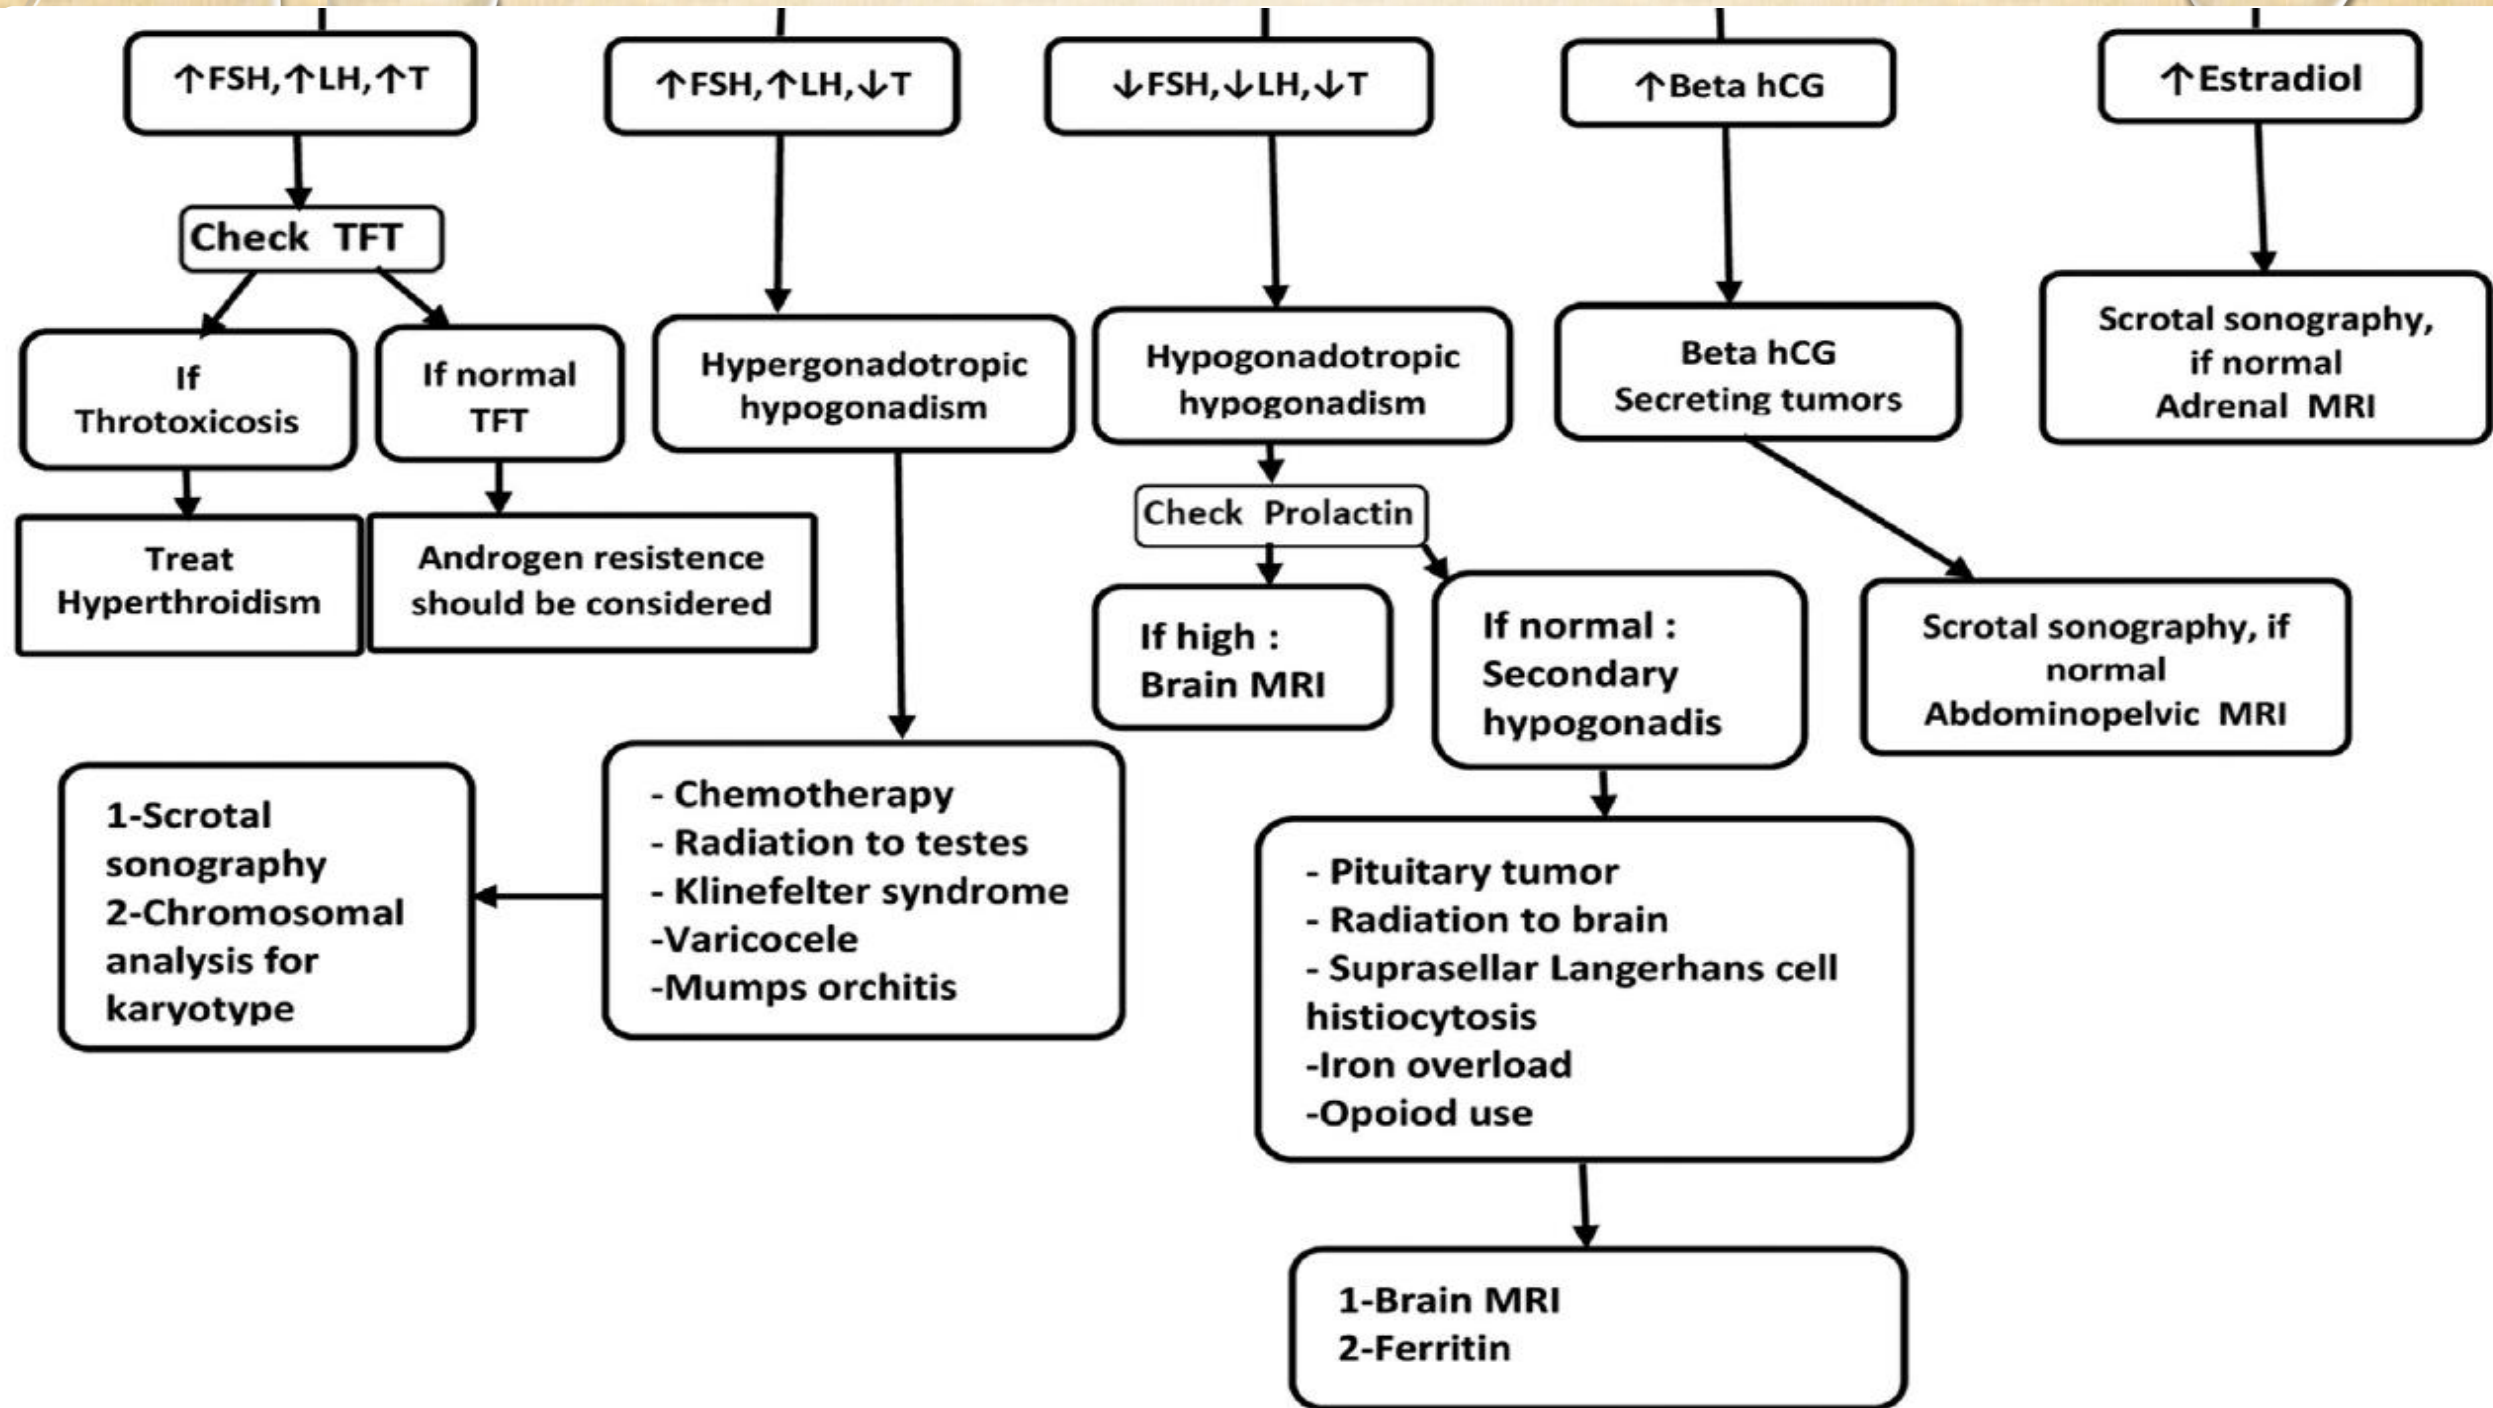 ↑FSH,↑LH,↑T
↑FSH,↑LH,↓T
↓FSH,↓LH,↓T
↑Beta hCG
↑Estradiol
Check TFT
If
Throtoxicosis
If normal
TFT
Hypergonadotropic
hypogonadism
Hypogonadotropic
hypogonadism
Beta hCG
Secreting tumors
Scrotal sonography,
if normal
Adrenal MRI
Treat
Hyperthroidism
Androgen resistence
should be considered
Check Prolactin
If high :
Brain MRI
If normal :
Secondary
hypogonadis
Scrotal sonography, if
normal
Abdominopelvic MRI
1-Scrotal
sonography
2-Chromosomal
analysis for
karyotype
- Chemotherapy
- Radiation to testes
- Klinefelter syndrome
-Varicocele
-Mumps orchitis
- Pituitary tumor
- Radiation to brain
- Suprasellar Langerhans cell
histiocytosis
-Iron overload
-Opoiod use
1-Brain MRI
2-Ferritin